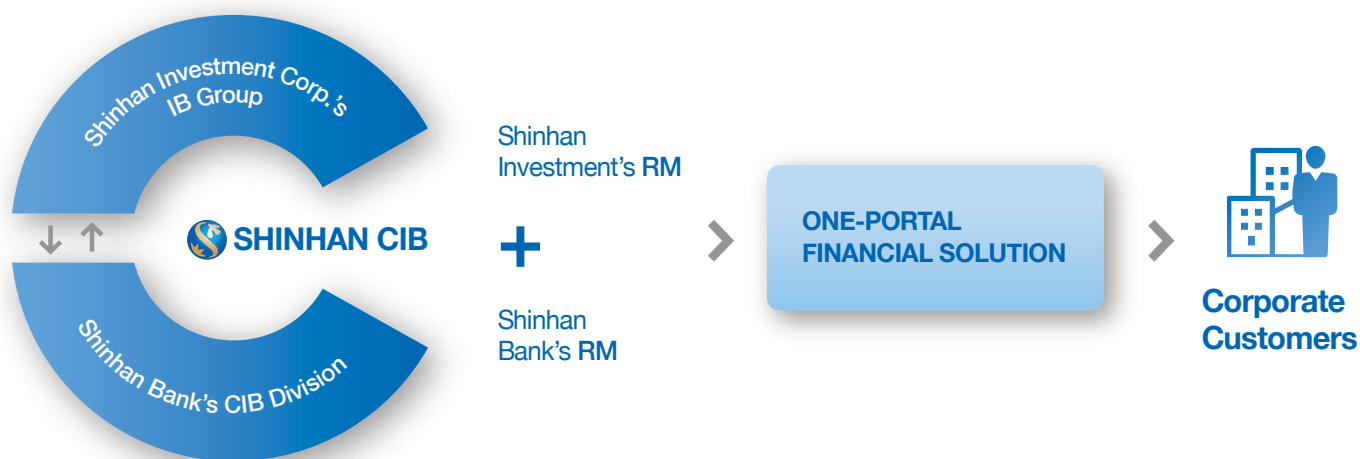 Shinhan Investment Corp.'s
IB Group
SHINHAN CIB
Shinhan Bank's CIB Division
Shinhan
Investment's RM
+
Shinhan
Bank's RM
ONE-PORTAL
FINANCIAL SOLUTION
Corporate
Customers